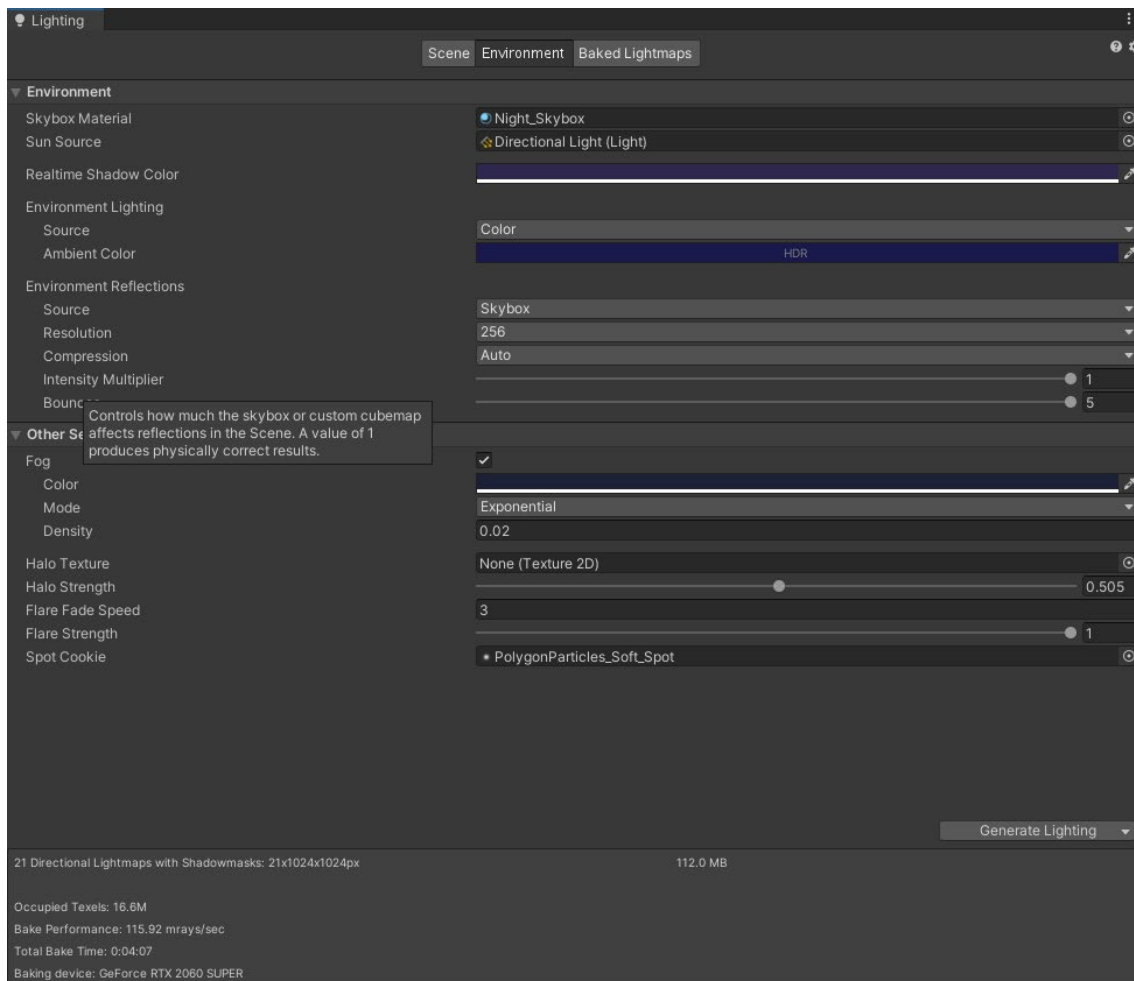 Lighting
Scene Environment Baked Lightmaps
Environment
Skybox Material Night_Skybox
Sun Source Directional Light (Light)
Realtime Shadow Color
Environment Lighting
Source Color
Ambient Color HDR
Environment Reflections
Source Skybox
Resolution 256
Compression Auto
Intensity Multiplier 1
5
Controls how much the skybox or custom cubemap
affects reflections in the Scene. A value of 1
produces physically correct results.
Other
Fog
Color
Mode Exponential
Density 0.02
Halo Texture None (Texture 2D)
Halo Strength 0.505
Flare Fade Speed 3
Flare Strength 1
Spot Cookie PolygonParticles_Soft_Spot
Generate Lighting
21 Directional Lightmaps with Shadowmasks: 21x1024x1024px 112.0 MB
Occupied Texels: 16.6M
Bake Performance: 115.92 mrays/sec
Total Bake Time: 0:04:07
Baking device: GeForce RTX 2060 SUPER